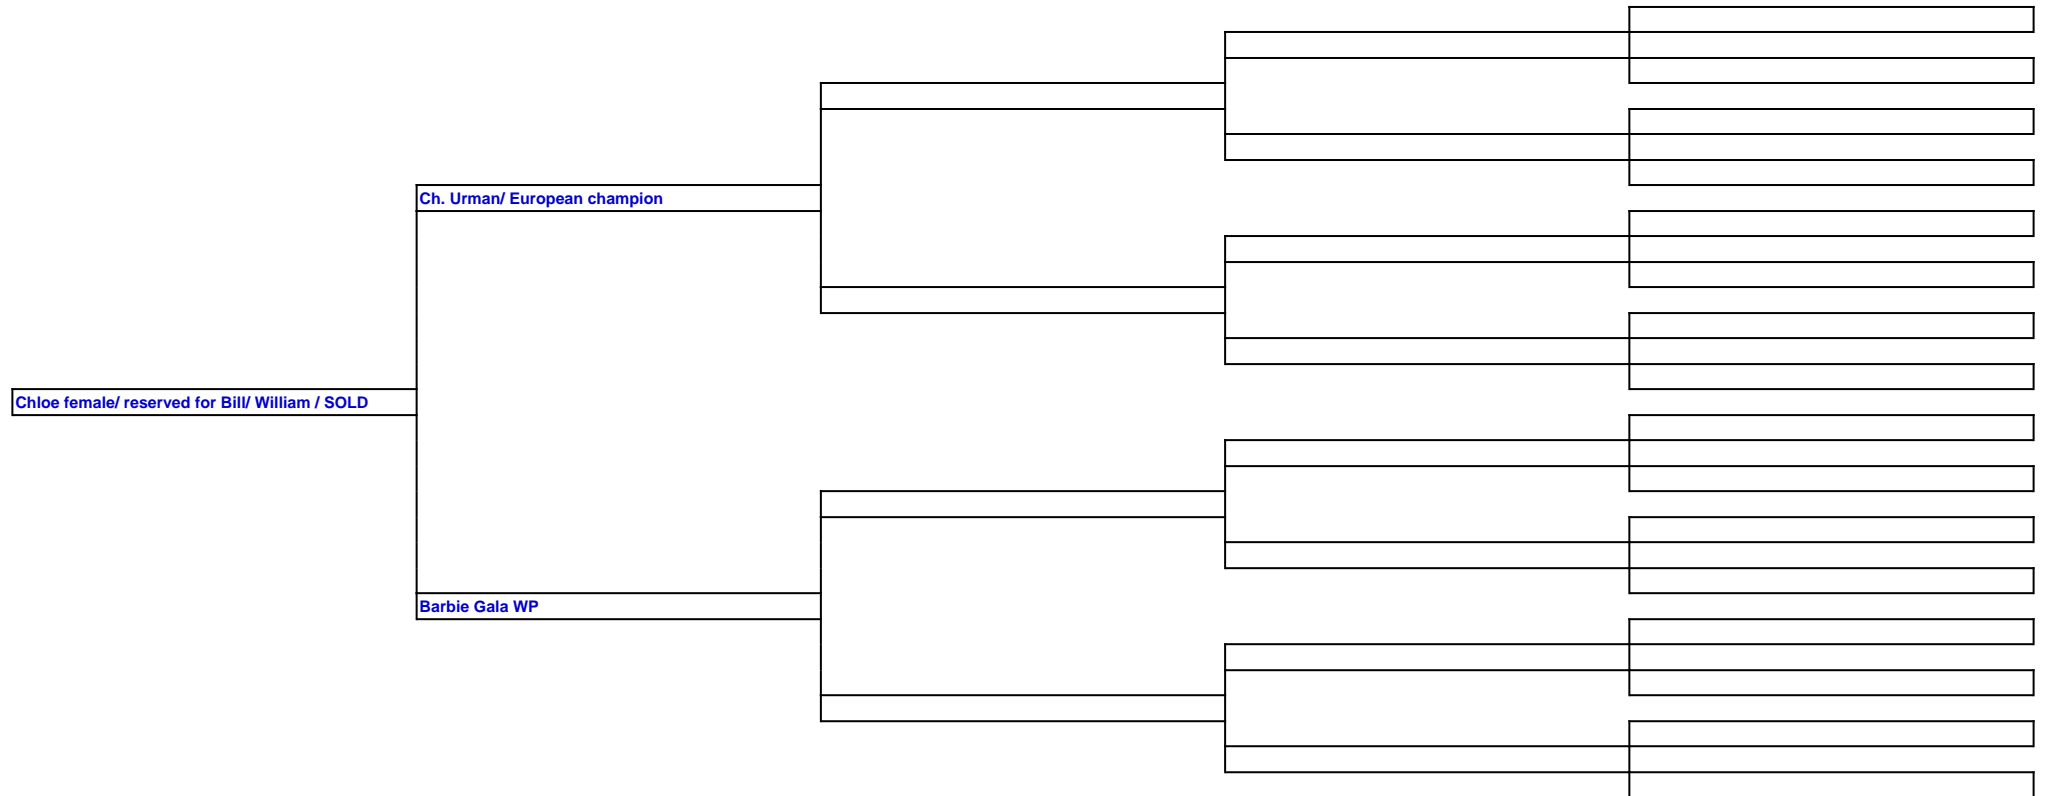 Ch. Urman/ European champion
Chloe female/ reserved for Bill/ William / SOLD
Barbie Gala WP